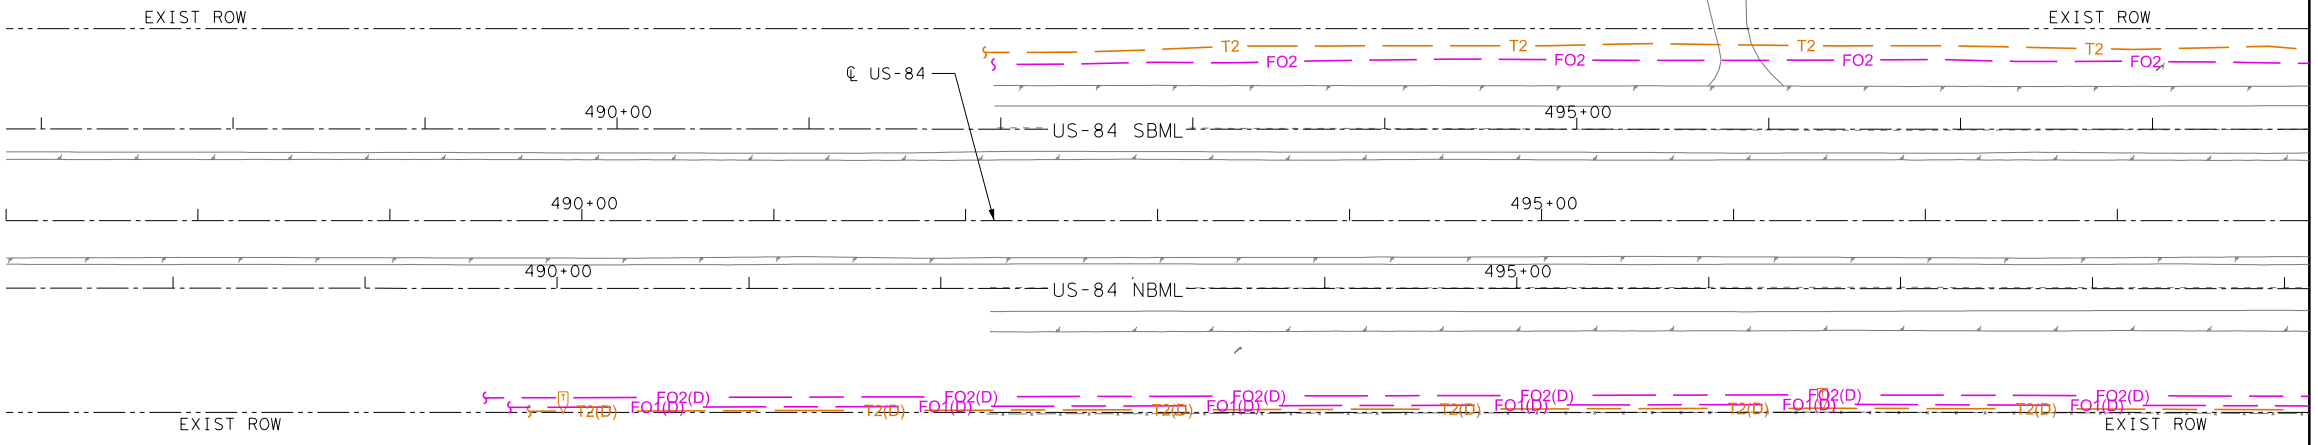 EXIST ROW EXIST ROW
T2 T2 T2 T2
FO2 FO2 FO2 FO2
℄ US-84
490+00 495+00
US-84 SBML
490+00 495+00
490+00 495+00
US-84 NBML
FO2(D) FO2(D) FO2(D) FO2(D) FO2(D) FO2(D)
FO1(D) FO1(D) FO1(D) FO1(D) FO1(D) FO1(D)
T T
T2(D) T2(D) T2(D) T2(D) T2(D) T2(D)
EXIST ROW EXIST ROW